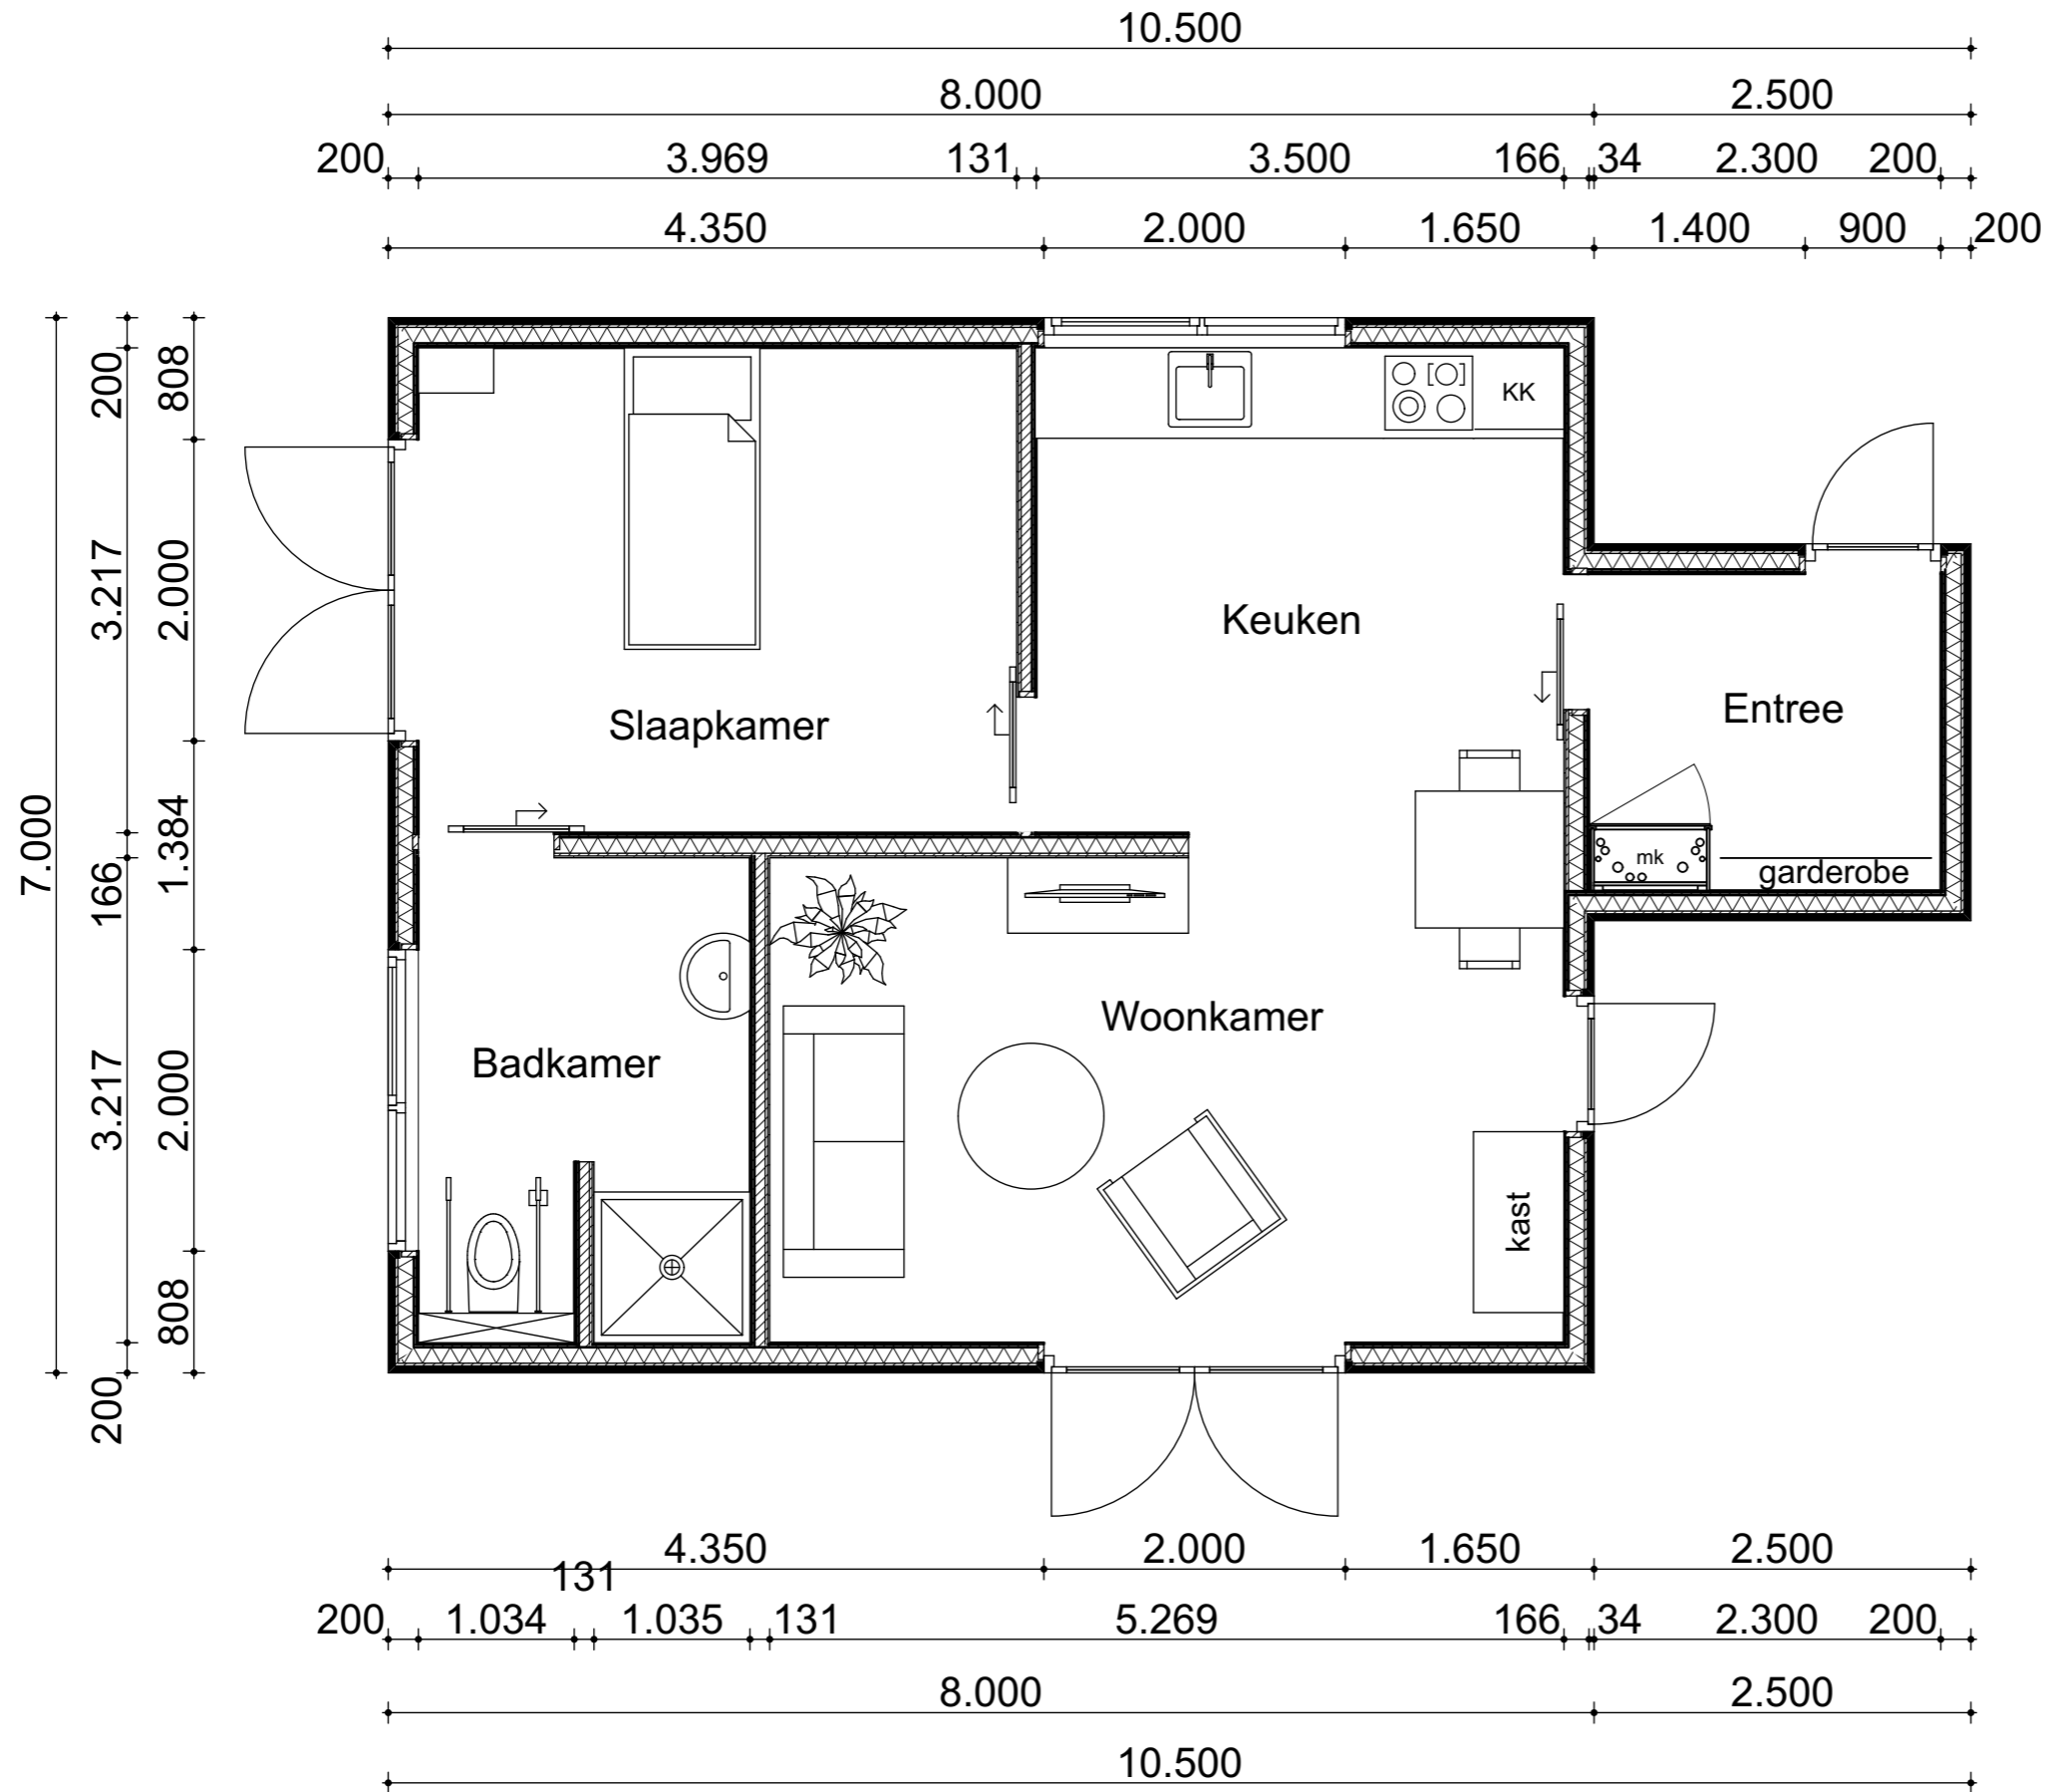 10.500
8.000 2.500
200 3.969 131 3.500 166 34 2.300 200
4.350 2.000 1.650 1.400 900 200
7.000
200 3.217 166 3.217 200
808 2.000 1.384 2.000 808
KK
Keuken
Slaapkamer
Entree
mk
garderobe
Woonkamer
Badkamer
kast
4.350 2.000 1.650 2.500
200 1.034 131 1.035 131 5.269 166 34 2.300 200
8.000 2.500
10.500